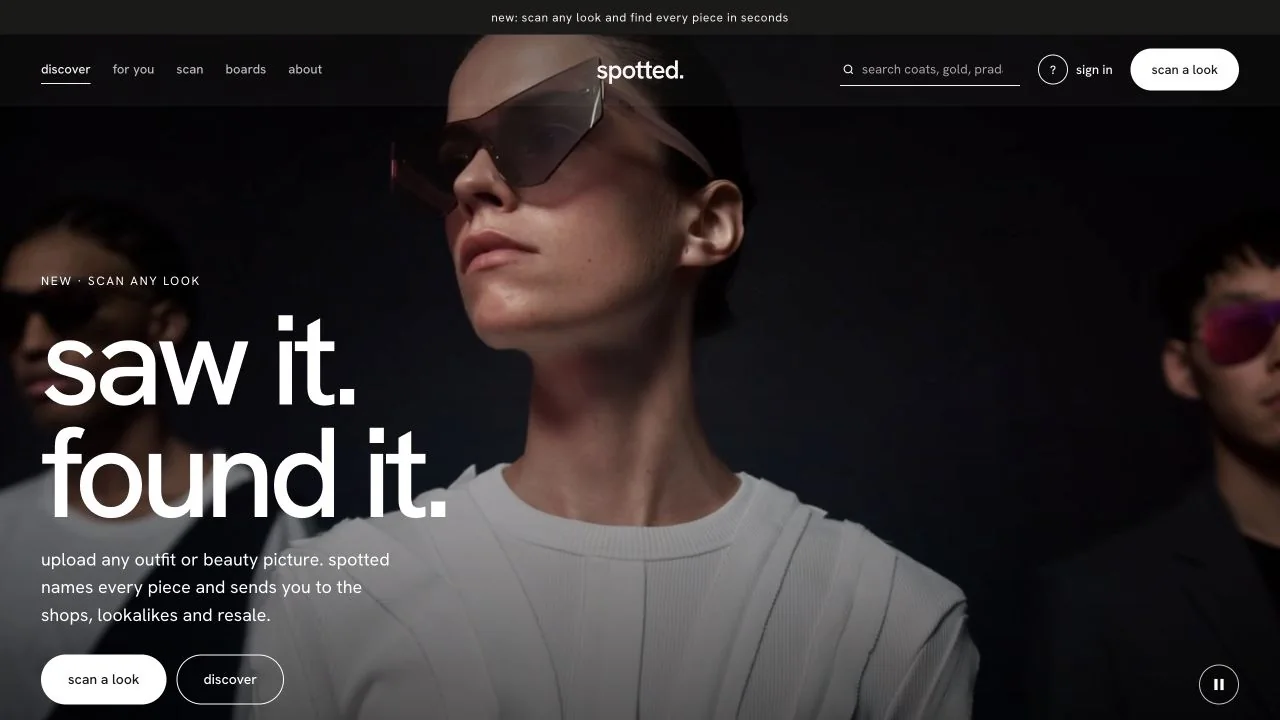 new: scan any look and find every piece in seconds
discover
for you
scan
boards
about
spotted.
search coats, gold, prad
?
sign in
scan a look
NEW · SCAN ANY LOOK
saw it.
found it.
upload any outfit or beauty picture. spotted
names every piece and sends you to the
shops, lookalikes and resale.
scan a look
discover